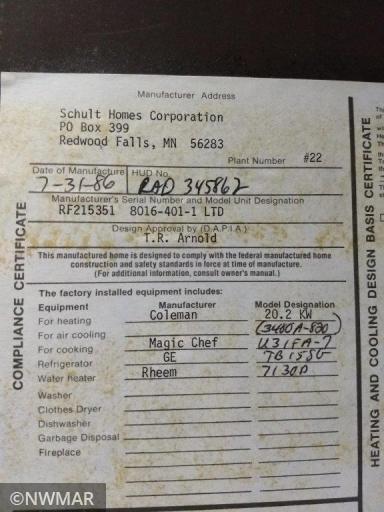 Manufacturer Address
Schult Homes Corporation
PO Box 399
Redwood Falls, MN 56283
Plant Number #22
Date of Manufacture HUD No.
7-31-86 RAD 345862
Manufacturer's Serial Number and Model Unit Designation
RF215351 8016-401-1 LTD
Design Approval by (D.A.P.I.A)
T.R. Arnold
This manufactured home is designed to comply with the federal manufactured home
construction and safety standards in force at time of manufacture.
(For additional information, consult owner's manual.)
The factory installed equipment includes:
Equipment Manufacturer Model Designation
For heating Coleman 20.2 KW
For air cooling
For cooking Magic Chef
Refrigerator GE
Water heater Rheem
Washer
Clothes Dryer
Dishwasher
Garbage Disposal
Fireplace
COMPLIANCE CERTIFICATE
HEATING AND COOLING DESIGN BASIS CERTIFICATE
©NWMAR